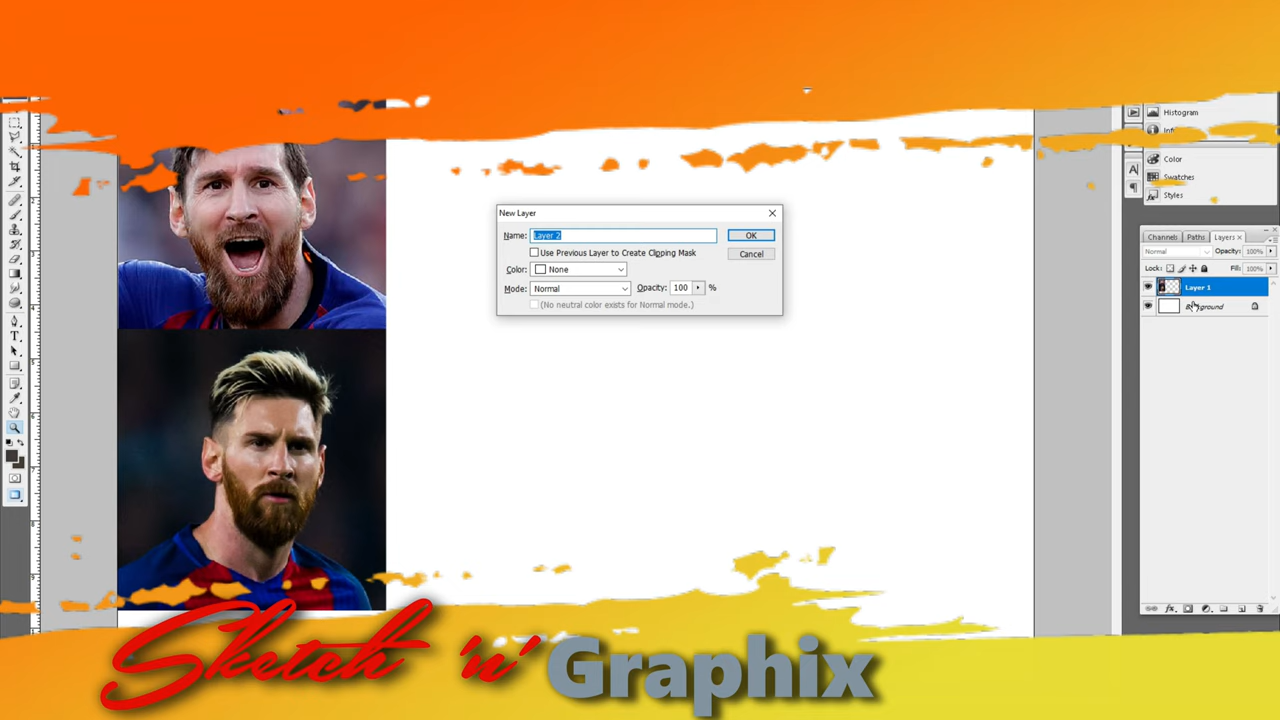 Histogram
Color
Swatches
Styles
New Layer
Name: Layer 2
OK
Use Previous Layer to Create Clipping Mask
Cancel
Color: None
Mode: Normal
Opacity: 100 %
(No neutral color exists for Normal mode.)
Channels Paths Layers
Normal Opacity: 100%
Lock: Fill: 100%
Layer 1
Background
Sketch 'n' Graphix